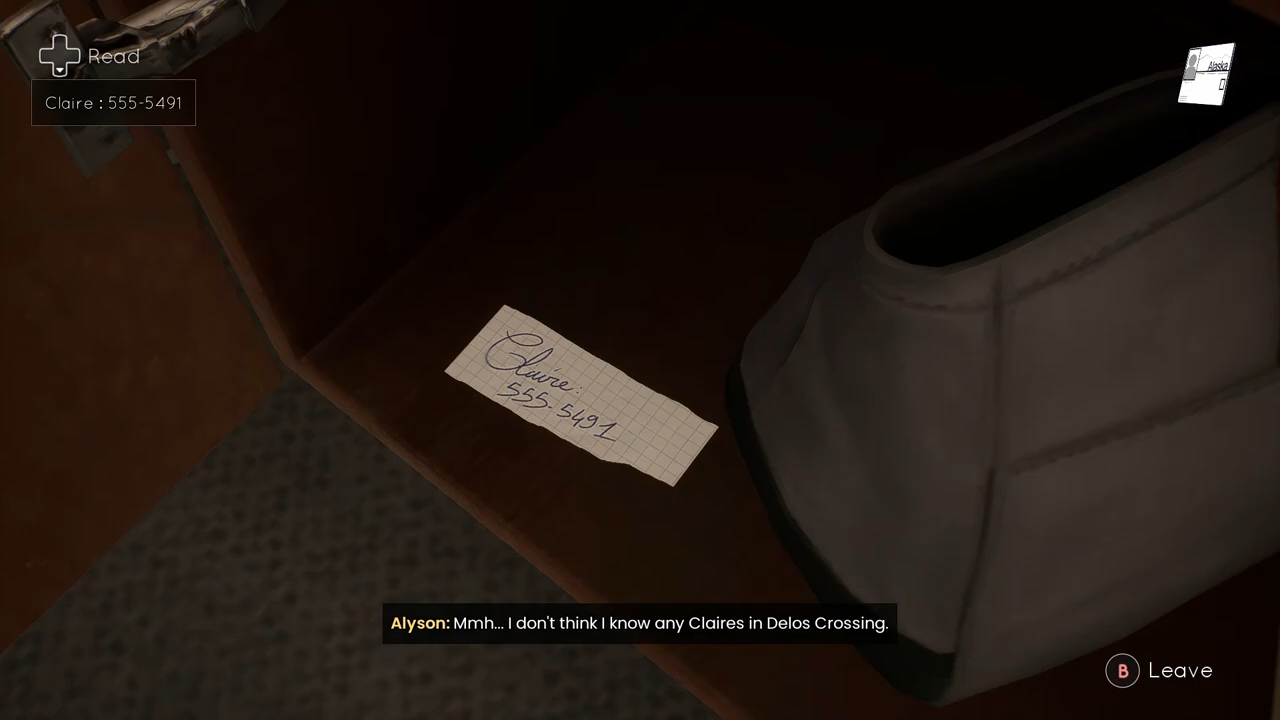 Read
Claire : 555-5491
Alaska
Claire:
555-5491
Alyson: Mmh... I don't think I know any Claires in Delos Crossing.
B Leave